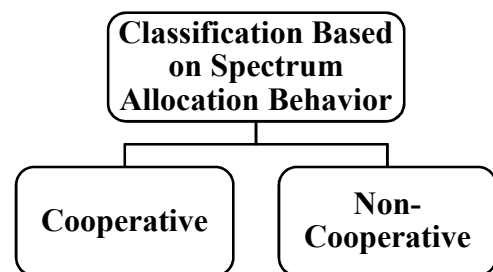 Classification Based
on Spectrum
Allocation Behavior
Cooperative
Non-
Cooperative